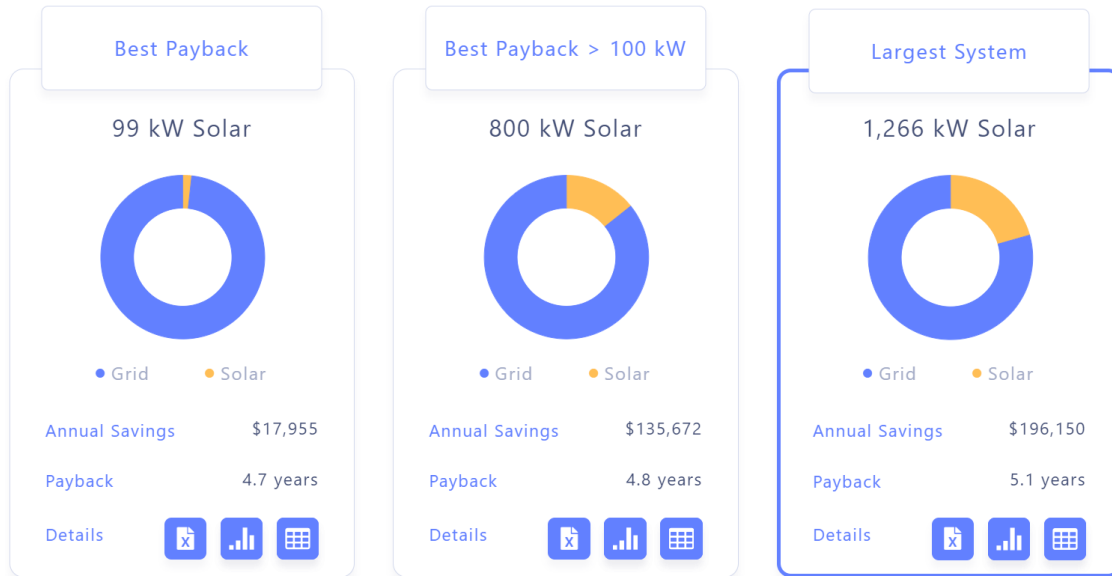 Best Payback
99 kW Solar
Grid Solar
Annual Savings $17,955
Payback 4.7 years
Details
Best Payback > 100 kW
800 kW Solar
Grid Solar
Annual Savings $135,672
Payback 4.8 years
Details
Largest System
1,266 kW Solar
Grid Solar
Annual Savings $196,150
Payback 5.1 years
Details